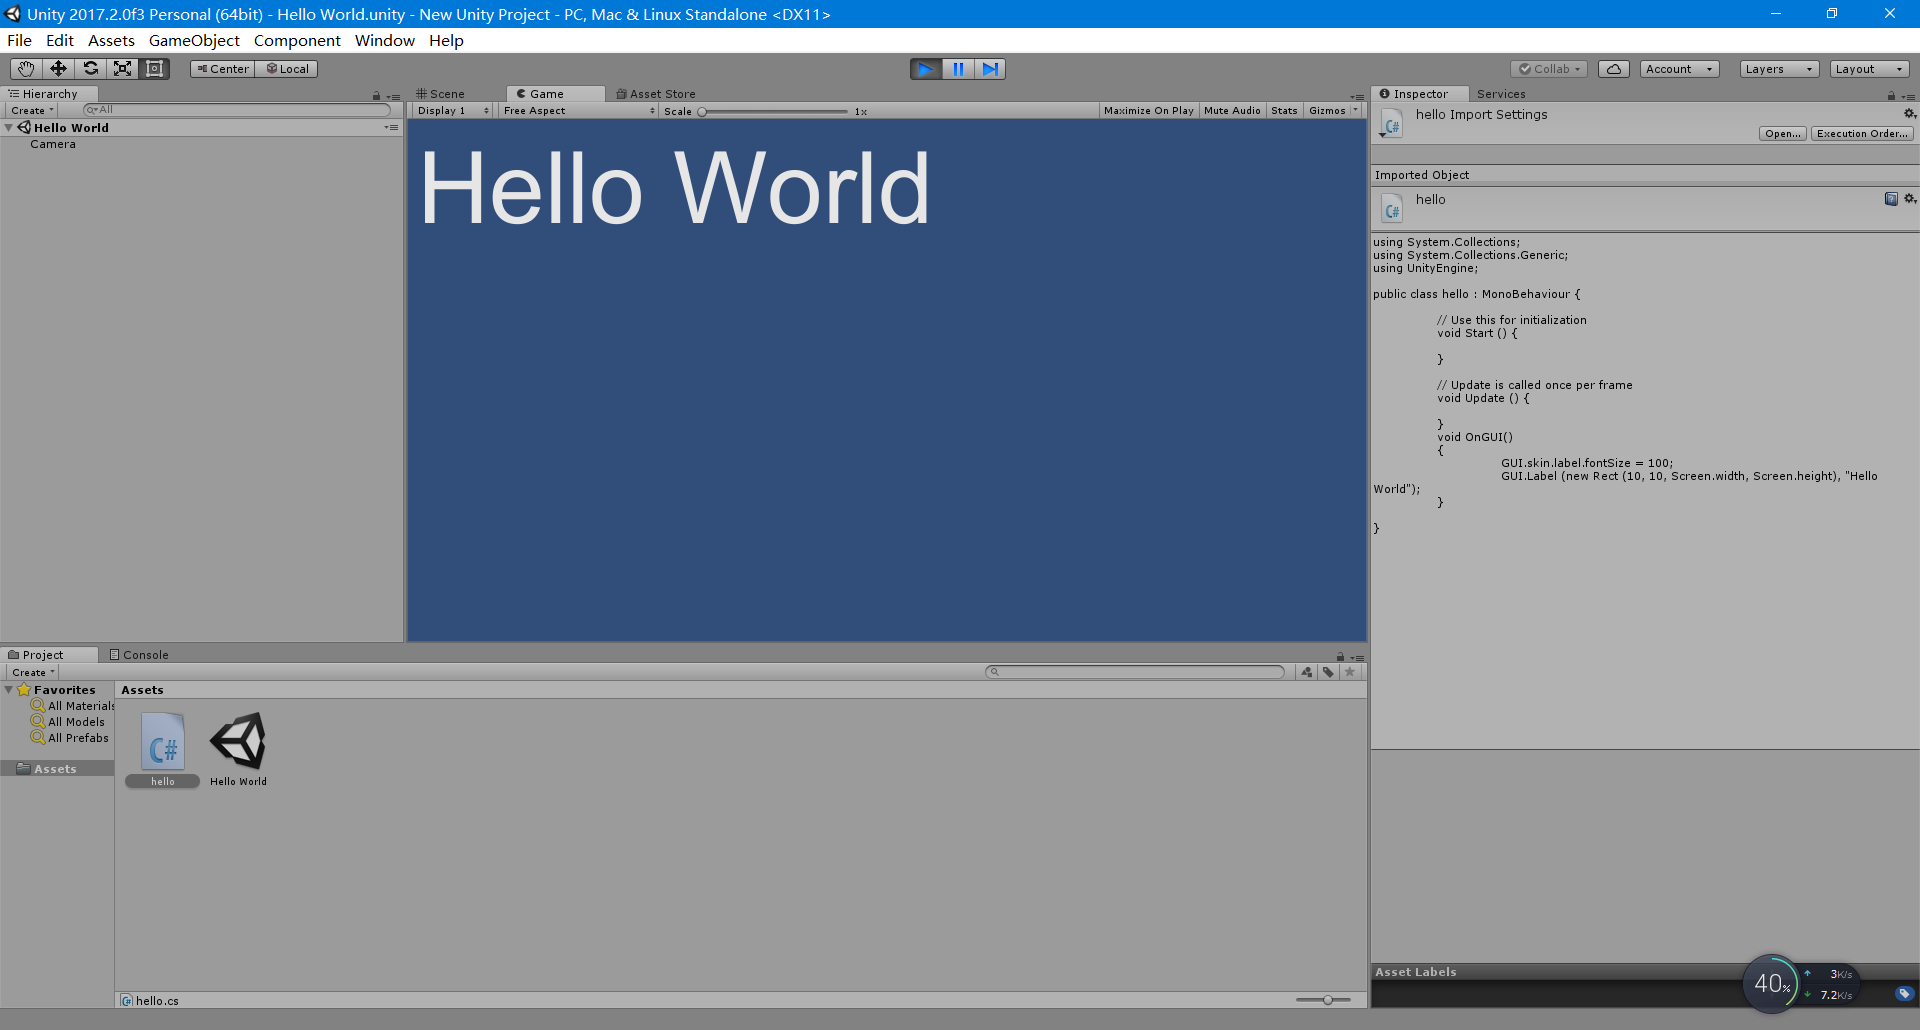 Unity 2017.2.0f3 Personal (64bit) - Hello World.unity - New Unity Project - PC, Mac & Linux Standalone <DX11>
File Edit Assets GameObject Component Window Help
Center Local Collab Account Layers Layout
Hierarchy
Create All
Hello World
Camera
Scene Game Asset Store
Display 1 Free Aspect Scale 1x Maximize On Play Mute Audio Stats Gizmos
Hello World
Inspector Services
hello Import Settings
Open... Execution Order...
Imported Object
hello
using System.Collections;
using System.Collections.Generic;
using UnityEngine;
public class hello : MonoBehaviour {
// Use this for initialization
void Start () {
}
// Update is called once per frame
void Update () {
}
void OnGUI()
{
GUI.skin.label.fontSize = 100;
GUI.Label (new Rect (10, 10, Screen.width, Screen.height), "Hello
World");
}
}
Project Console
Create
Favorites
All Materials
All Models
All Prefabs
Assets
Assets
C# hello
Hello World
hello.cs
Asset Labels
40%
3K/s
7.2K/s